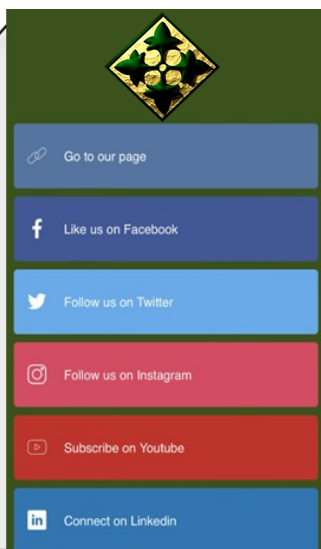 Go to our page
Like us on Facebook
Follow us on Twitter
Follow us on Instagram
Subscribe on Youtube
Connect on Linkedin